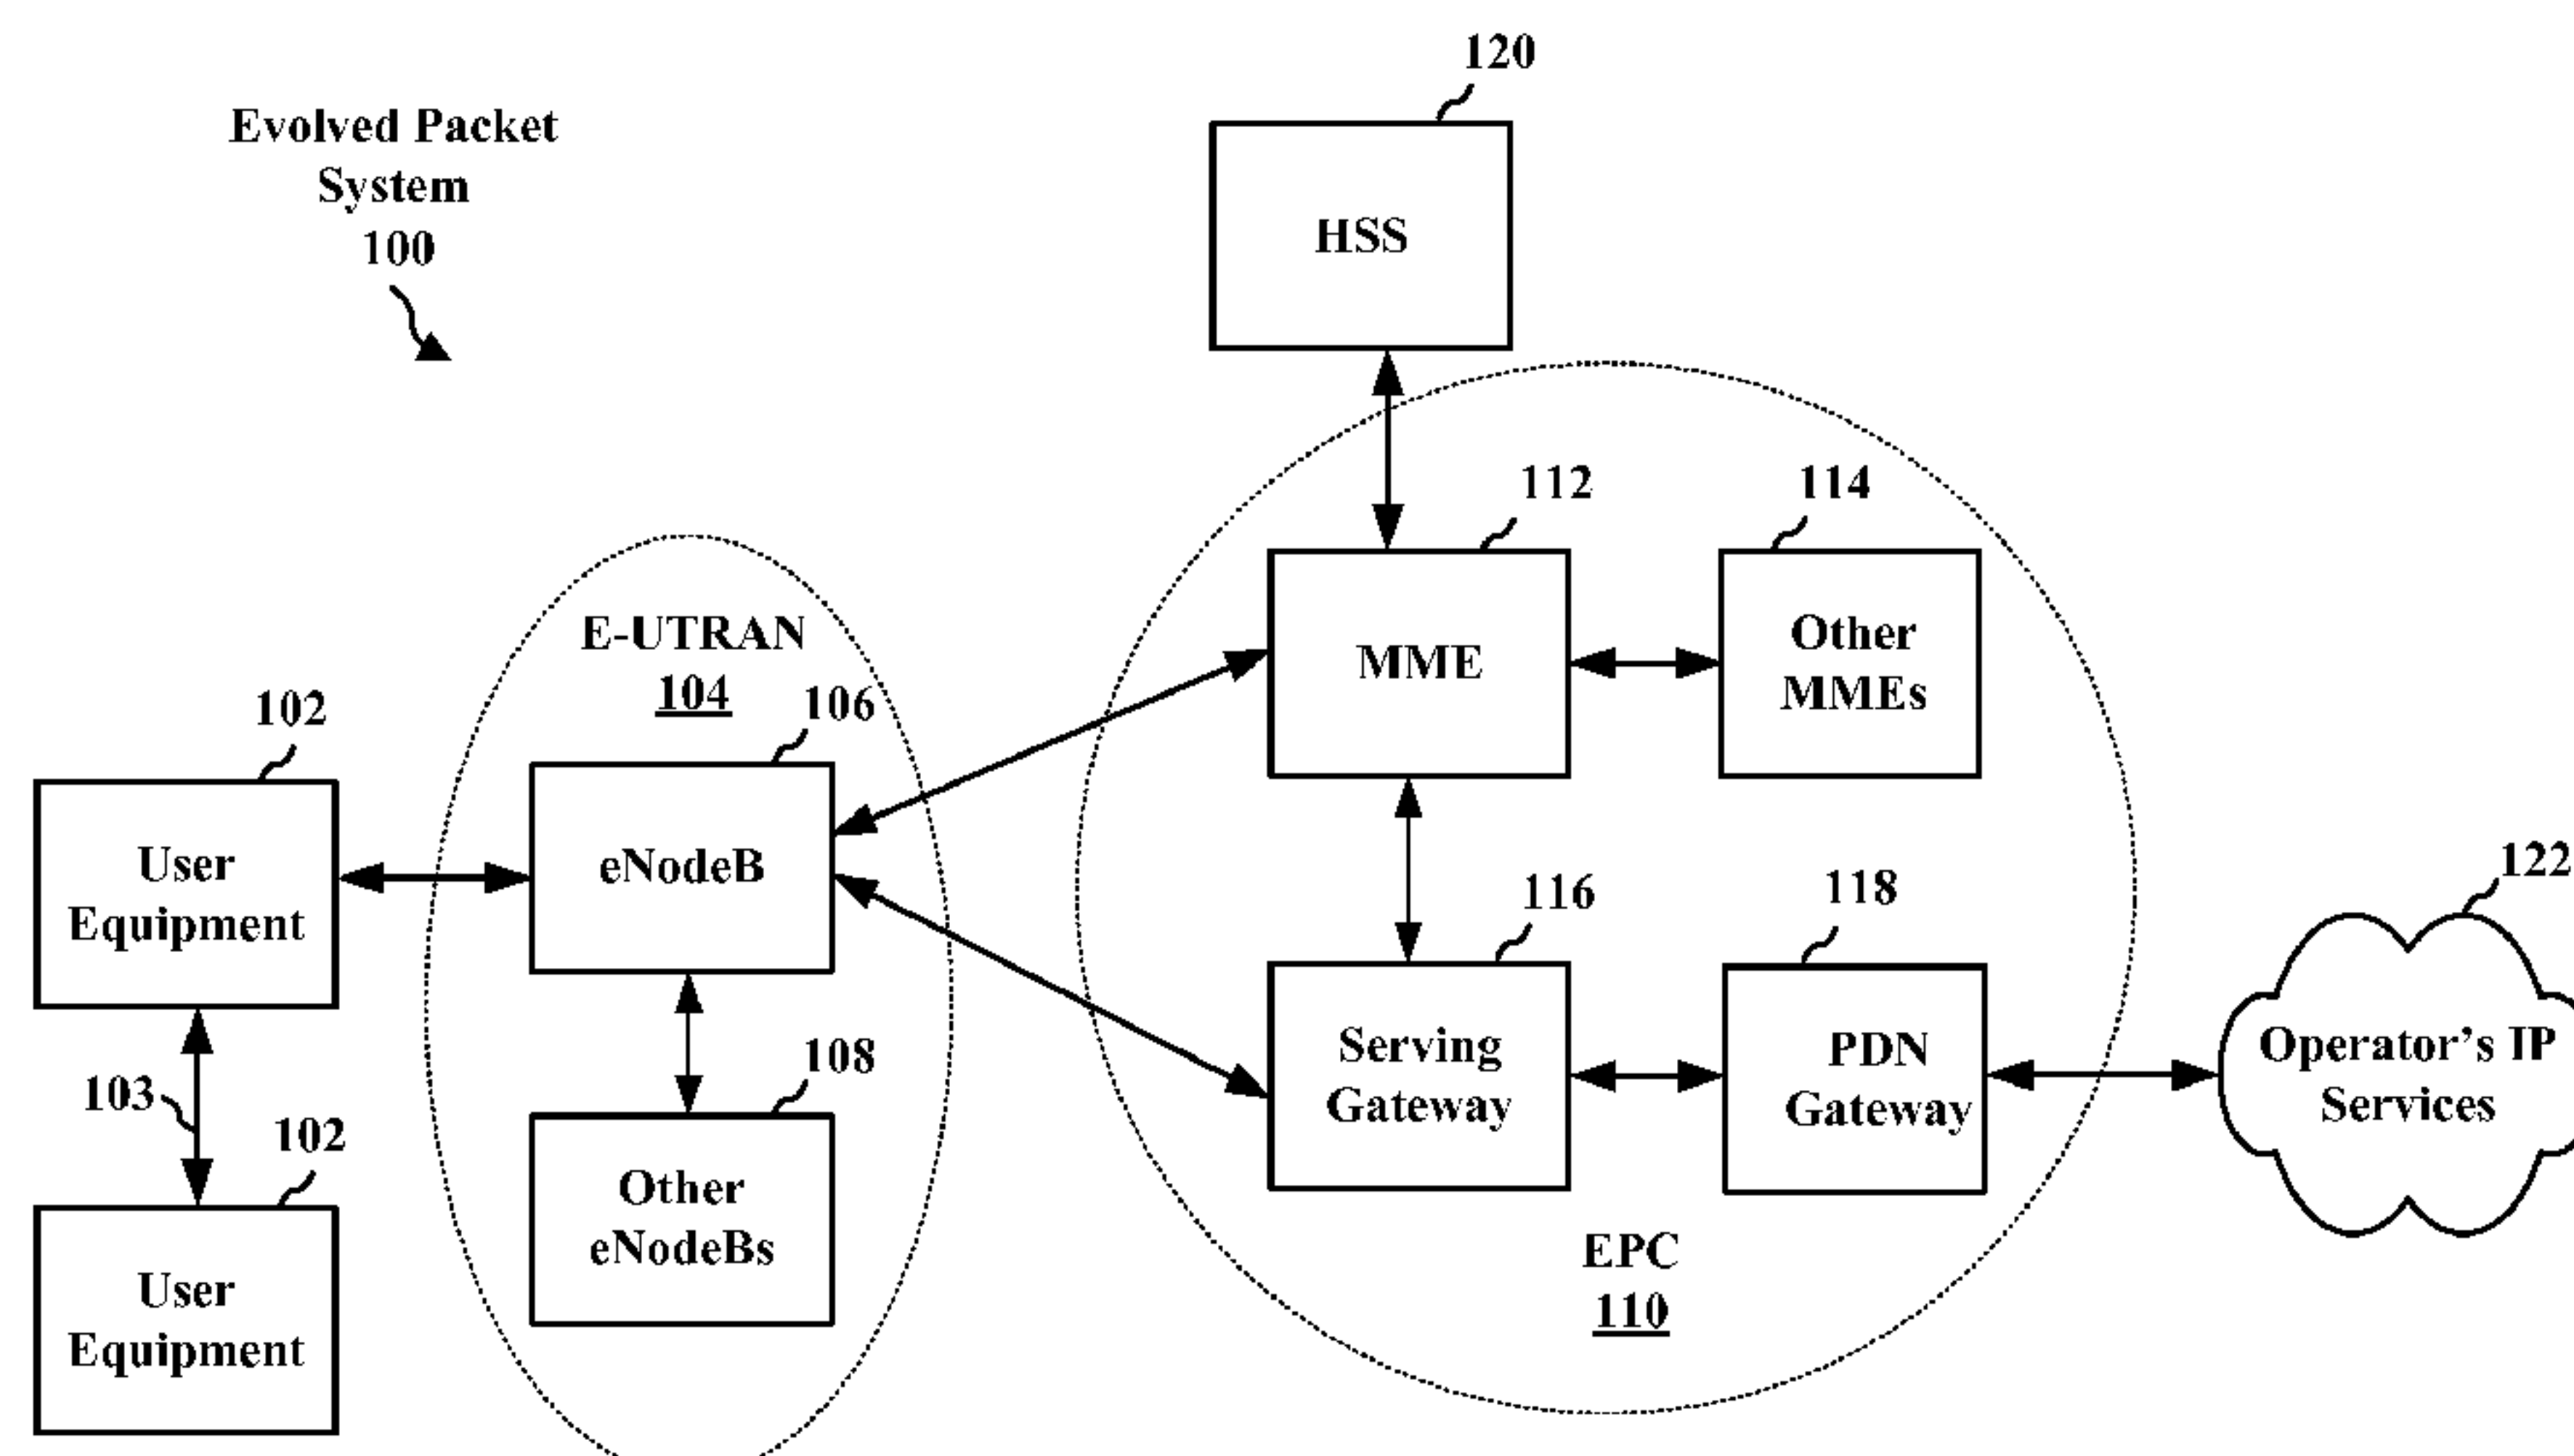 Evolved Packet
System
100
120
HSS
112
114
MME
Other
MMEs
E-UTRAN
104
106
eNodeB
108
Other
eNodeBs
102
User
Equipment
103
102
User
Equipment
116
118
Serving
Gateway
PDN
Gateway
EPC
110
122
Operator's IP
Services